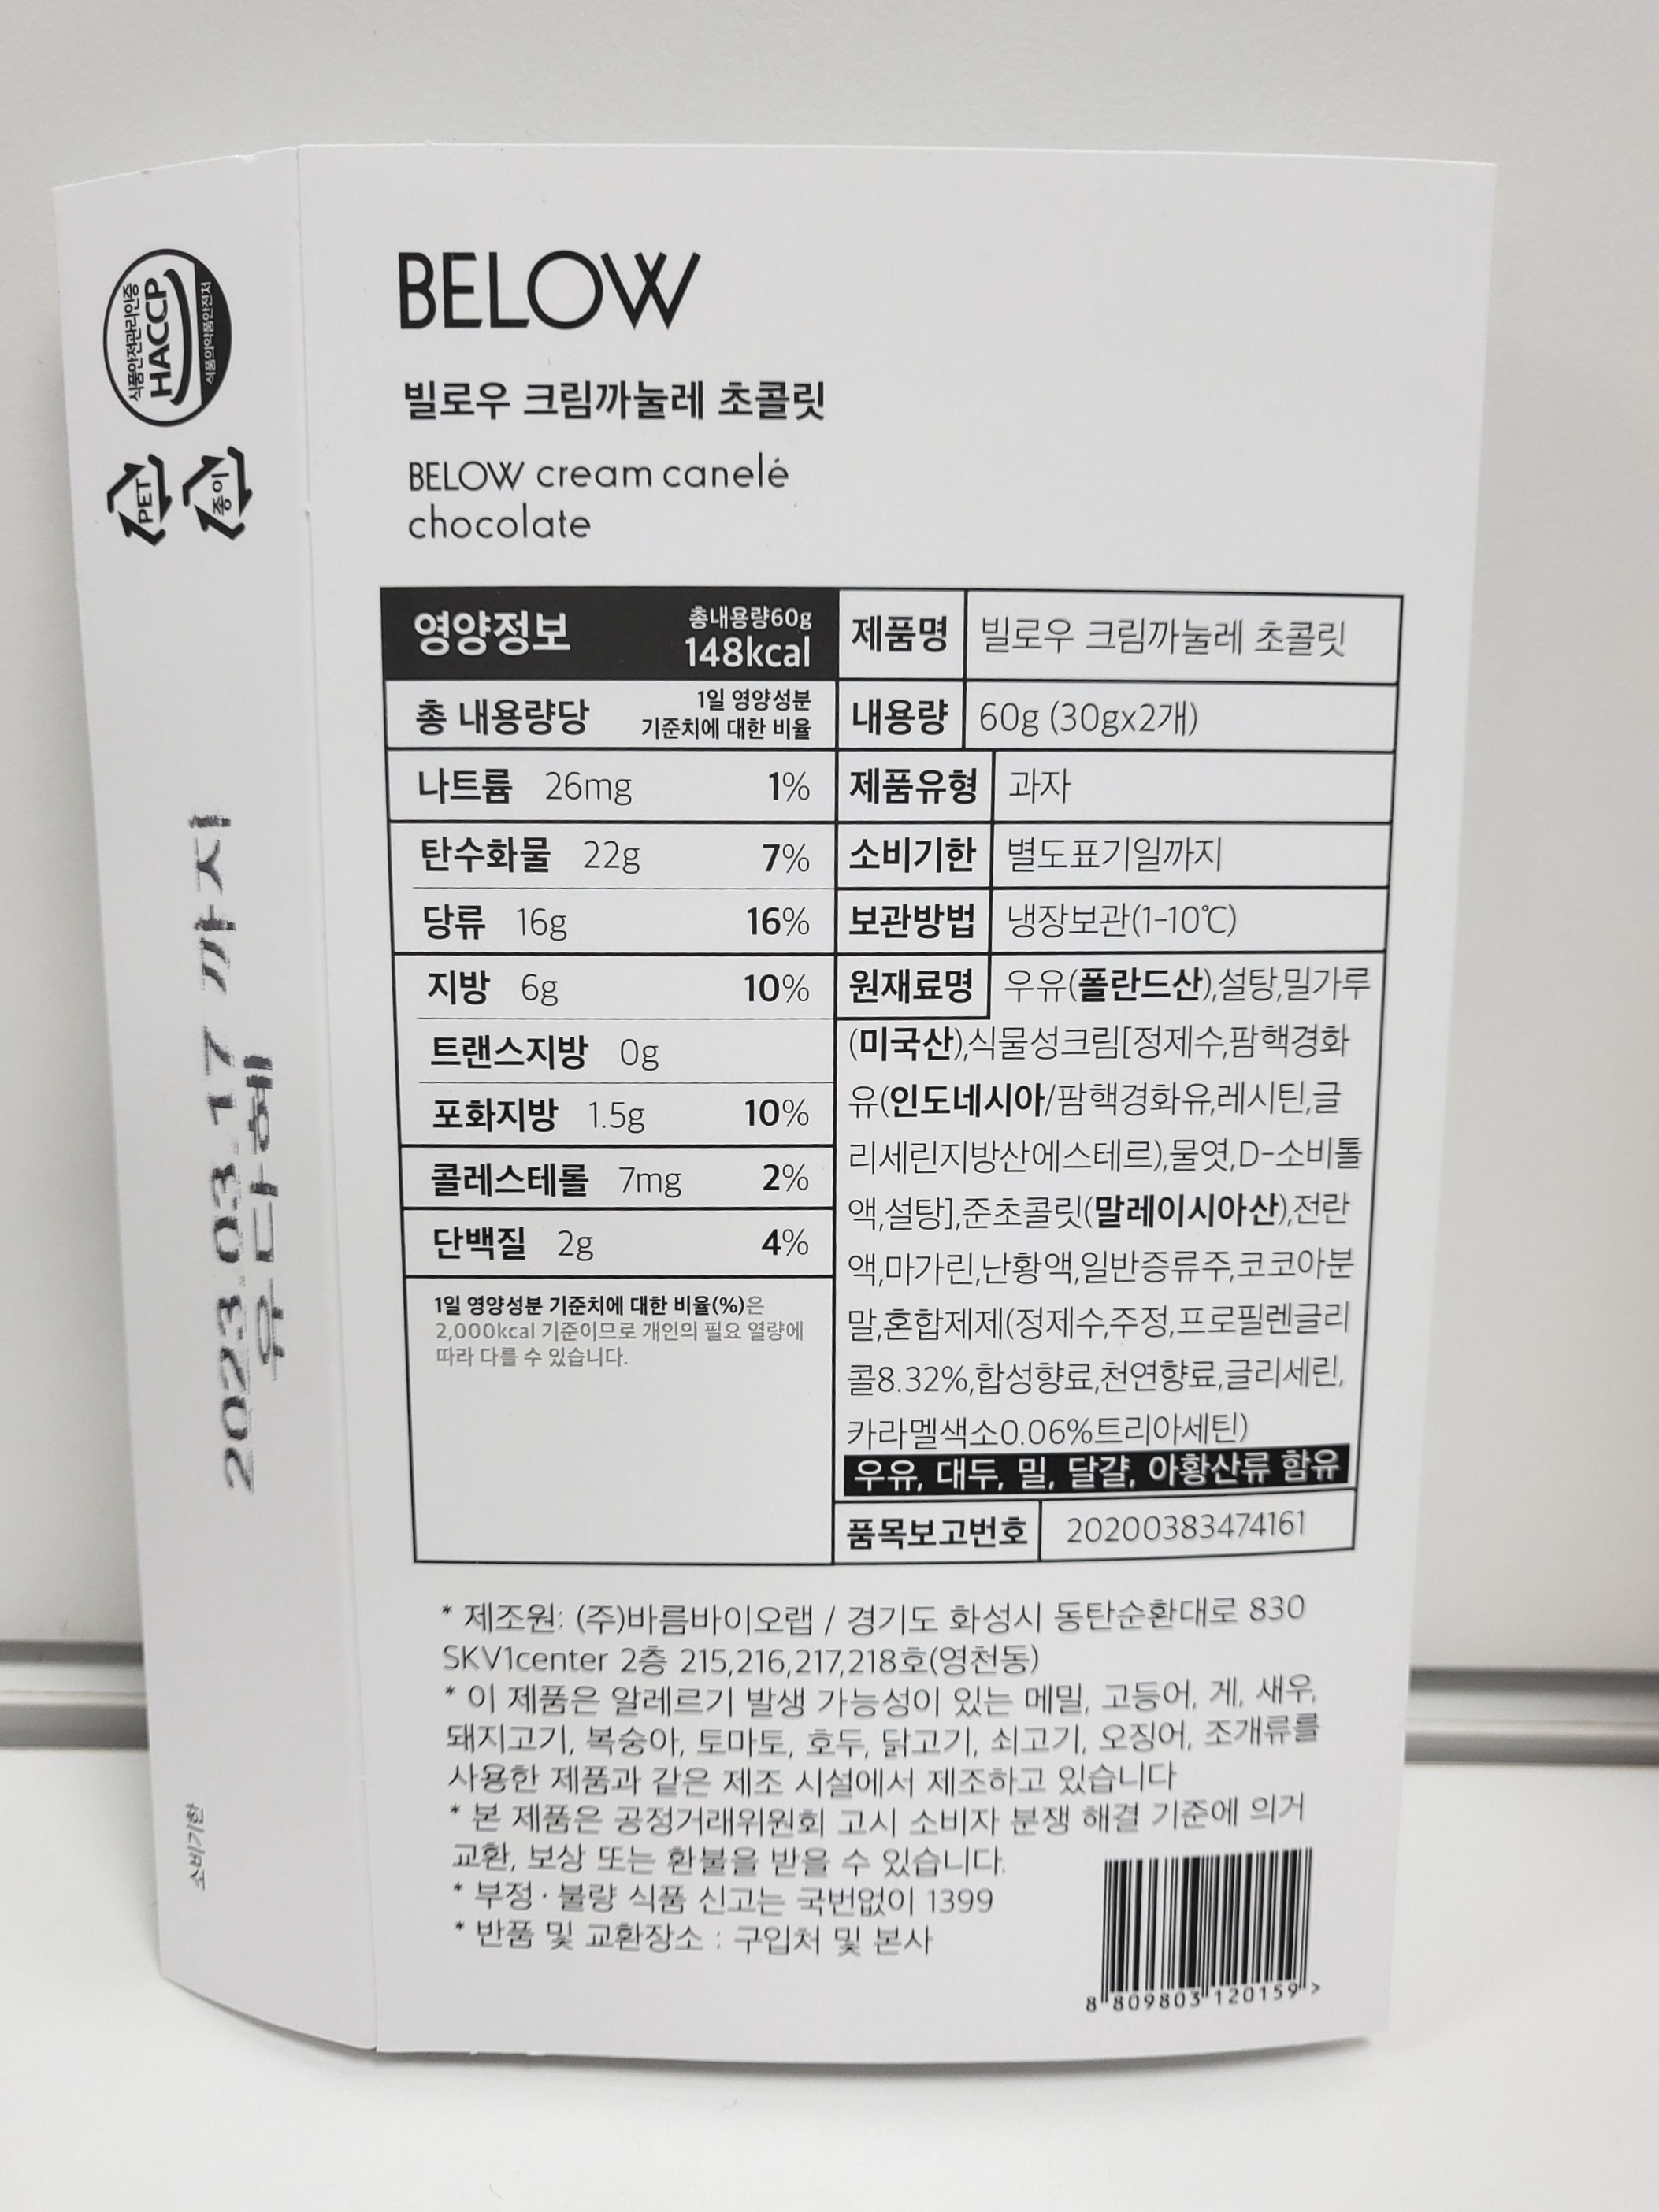 식품안전관리인증
HACCP
식품의약품안전처
PET
종이
2023.03.17 까지
유다혜
소비기한
BELOW
빌로우 크림까눌레 초콜릿
BELOW cream canelé
chocolate
영양정보 총내용량60g
148kcal
총 내용량당 1일 영양성분
기준치에 대한 비율
나트륨 26mg 1%
탄수화물 22g 7%
당류 16g 16%
지방 6g 10%
트랜스지방 0g
포화지방 1.5g 10%
콜레스테롤 7mg 2%
단백질 2g 4%
1일 영양성분 기준치에 대한 비율(%)은
2,000kcal 기준이므로 개인의 필요 열량에
따라 다를 수 있습니다.
제품명 빌로우 크림까눌레 초콜릿
내용량 60g (30gx2개)
제품유형 과자
소비기한 별도표기일까지
보관방법 냉장보관(1-10℃)
원재료명 우유(폴란드산),설탕,밀가루
(미국산),식물성크림[정제수,팜핵경화
유(인도네시아/팜핵경화유,레시틴,글
리세린지방산에스테르),물엿,D-소비톨
액,설탕],준초콜릿(말레이시아산),전란
액,마가린,난황액,일반증류주,코코아분
말,혼합제제(정제수,주정,프로필렌글리
콜8.32%,합성향료,천연향료,글리세린,
카라멜색소0.06%트리아세틴)
우유, 대두, 밀, 달걀, 아황산류 함유
품목보고번호 20200383474161
* 제조원: (주)바름바이오랩 / 경기도 화성시 동탄순환대로 830
SKV1center 2층 215,216,217,218호(영천동)
* 이 제품은 알레르기 발생 가능성이 있는 메밀, 고등어, 게, 새우,
돼지고기, 복숭아, 토마토, 호두, 닭고기, 쇠고기, 오징어, 조개류를
사용한 제품과 같은 제조 시설에서 제조하고 있습니다
* 본 제품은 공정거래위원회 고시 소비자 분쟁 해결 기준에 의거
교환, 보상 또는 환불을 받을 수 있습니다.
* 부정·불량 식품 신고는 국번없이 1399
* 반품 및 교환장소 : 구입처 및 본사
8 809803 120159 >